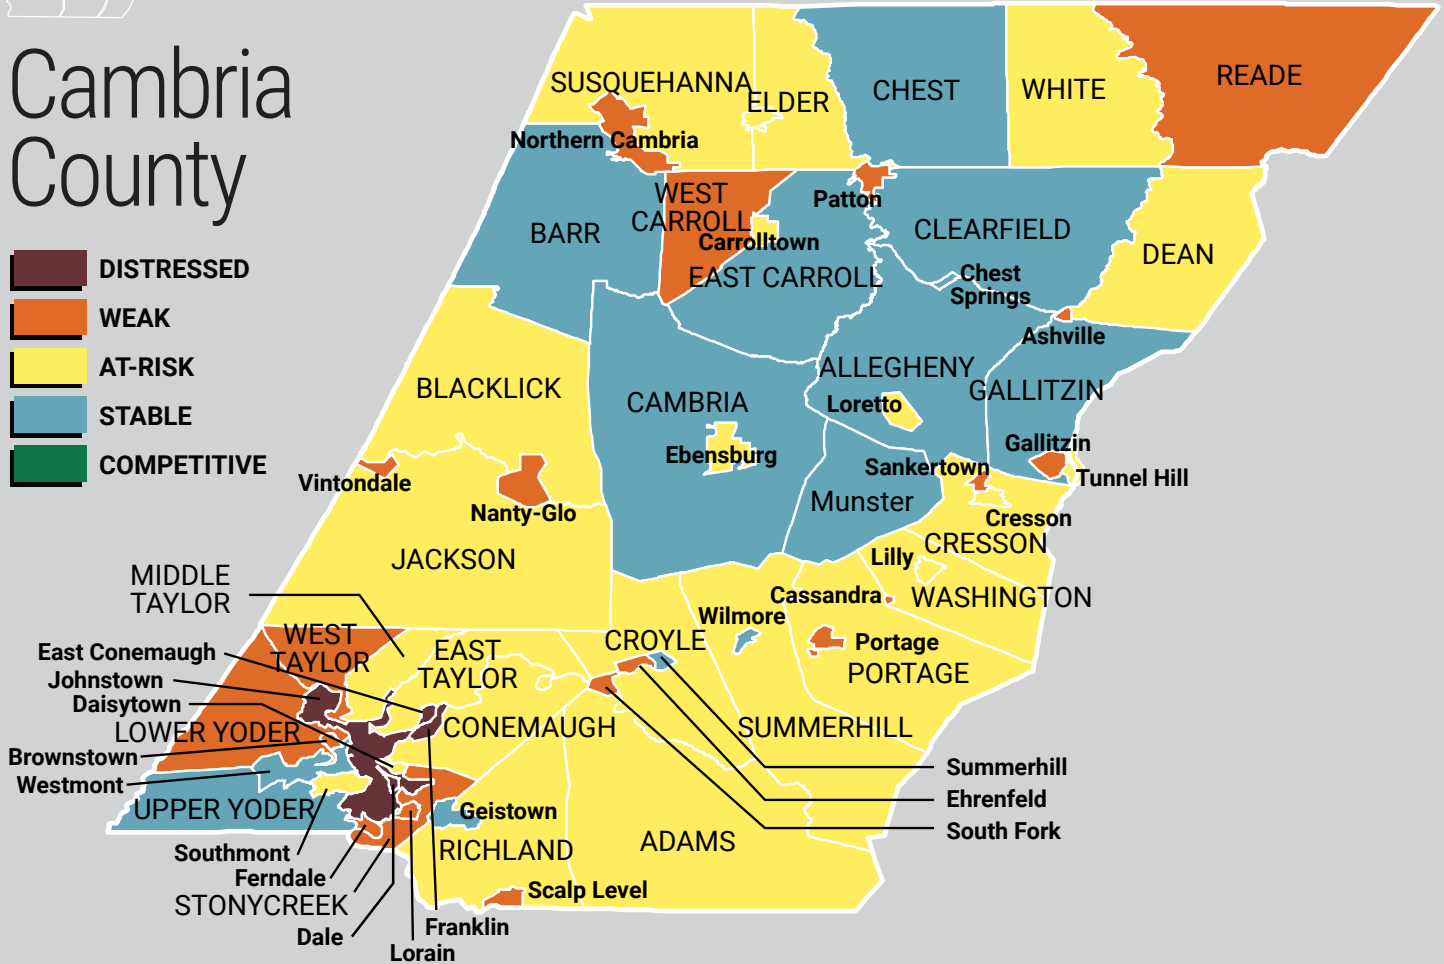 Cambria
County
DISTRESSED
WEAK
AT-RISK
STABLE
COMPETITIVE
SUSQUEHANNA
ELDER
CHEST
WHITE
READE
Northern Cambria
WEST
CARROLL
Patton
BARR
Carrolltown
CLEARFIELD
DEAN
EAST CARROLL
Chest
Springs
Ashville
ALLEGHENY
GALLITZIN
BLACKLICK
CAMBRIA
Loretto
Ebensburg
Gallitzin
Sankertown
Tunnel Hill
Vintondale
Nanty-Glo
Munster
Cresson
CRESSON
JACKSON
Lilly
MIDDLE
TAYLOR
Cassandra
WASHINGTON
Wilmore
WEST
TAYLOR
CROYLE
Portage
East Conemaugh
EAST
TAYLOR
PORTAGE
Johnstown
Daisytown
LOWER YODER
CONEMAUGH
SUMMERHILL
Brownstown
Westmont
Summerhill
Ehrenfeld
South Fork
UPPER YODER
Geistown
Southmont
RICHLAND
ADAMS
Ferndale
Scalp Level
STONYCREEK
Dale
Franklin
Lorain